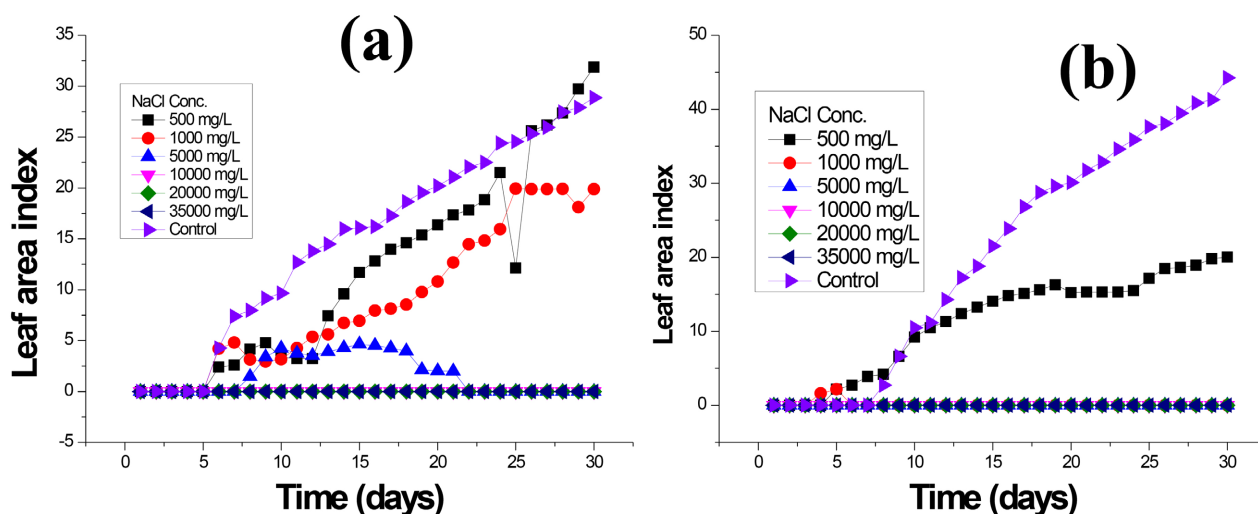 (a)
Leaf area index
35
30
25
20
15
10
5
0
-5
NaCl Conc.
500 mg/L
1000 mg/L
5000 mg/L
10000 mg/L
20000 mg/L
35000 mg/L
Control
0 5 10 15 20 25 30
Time (days)
(b)
Leaf area index
50
40
30
20
10
0
NaCl Conc.
500 mg/L
1000 mg/L
5000 mg/L
10000 mg/L
20000 mg/L
35000 mg/L
Control
0 5 10 15 20 25 30
Time (days)